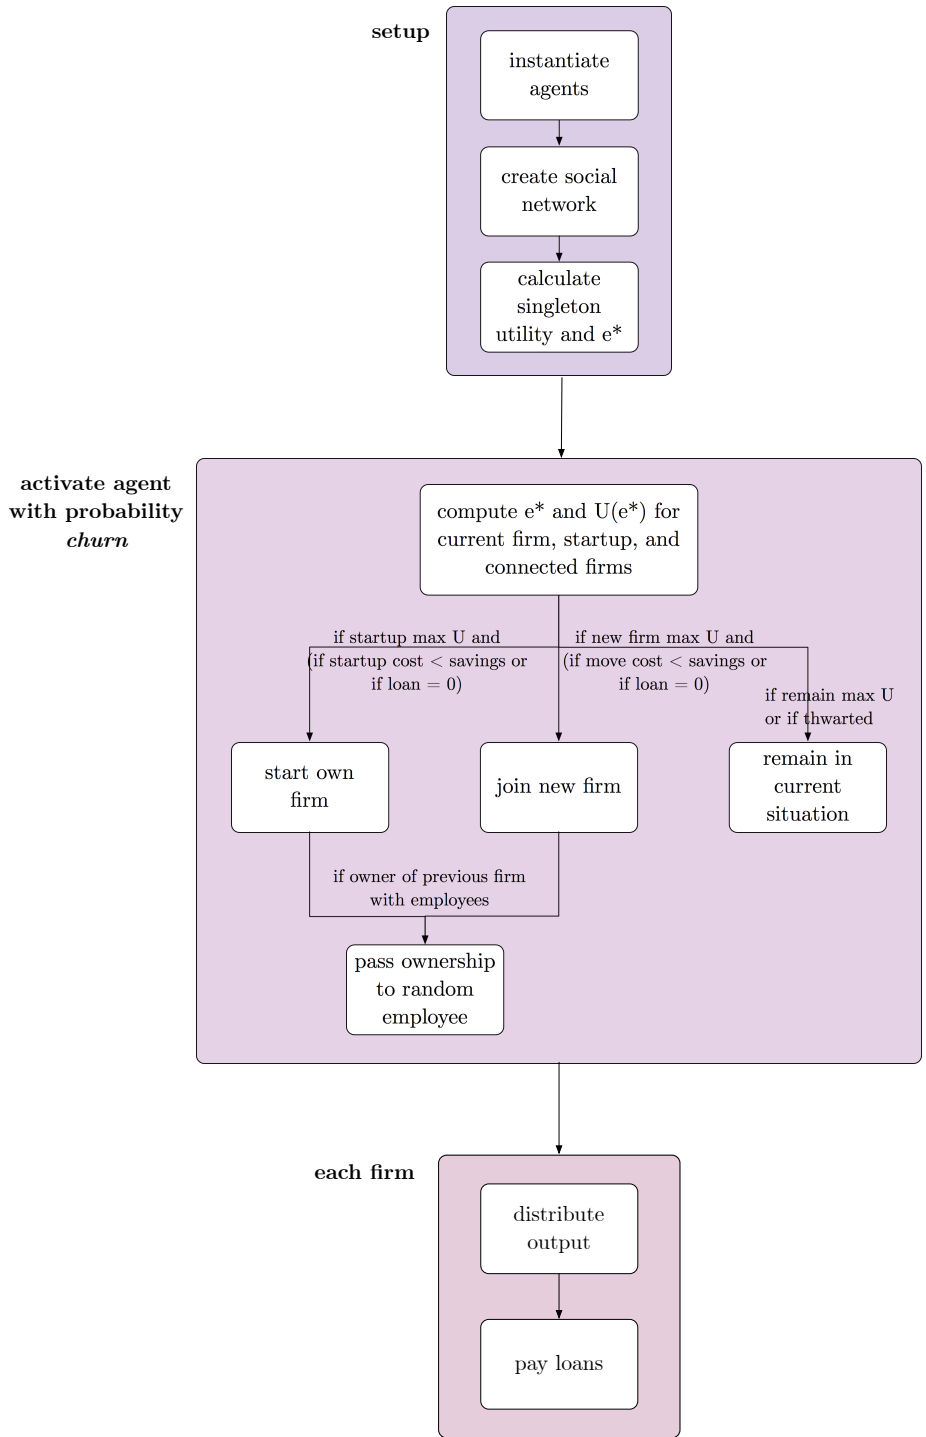 setup
instantiate
agents
create social
network
calculate
singleton
utility and e*
activate agent
with probability
churn
compute e* and U(e*) for
current firm, startup, and
connected firms
if startup max U and
(if startup cost < savings or
if loan = 0)
if new firm max U and
(if move cost < savings or
if loan = 0)
if remain max U
or if thwarted
start own
firm
join new firm
remain in
current
situation
if owner of previous firm
with employees
pass ownership
to random
employee
each firm
distribute
output
pay loans